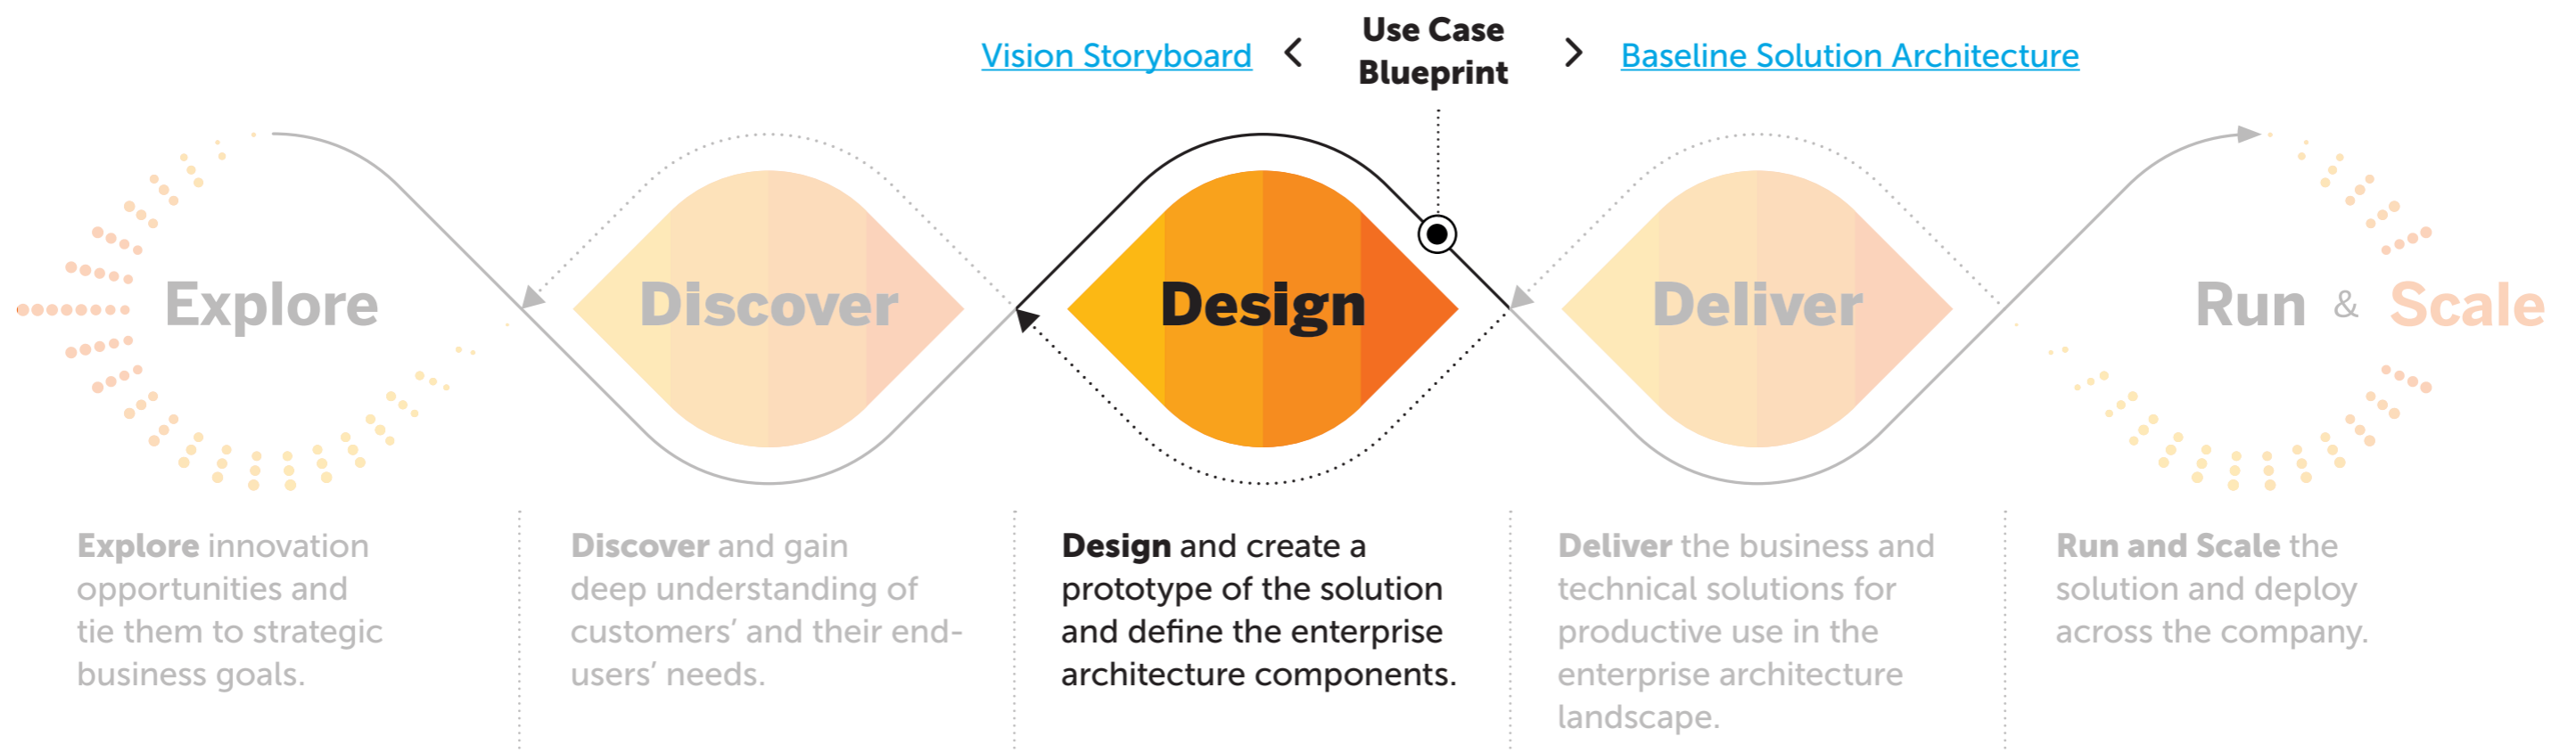 Vision Storyboard
Use Case
Blueprint
Baseline Solution Architecture
Explore
Discover
Design
Deliver
Run & Scale
Explore innovation
opportunities and
tie them to strategic
business goals.
Discover and gain
deep understanding of
customers’ and their end-
users’ needs.
Design and create a
prototype of the solution
and define the enterprise
architecture components.
Deliver the business and
technical solutions for
productive use in the
enterprise architecture
landscape.
Run and Scale the
solution and deploy
across the company.